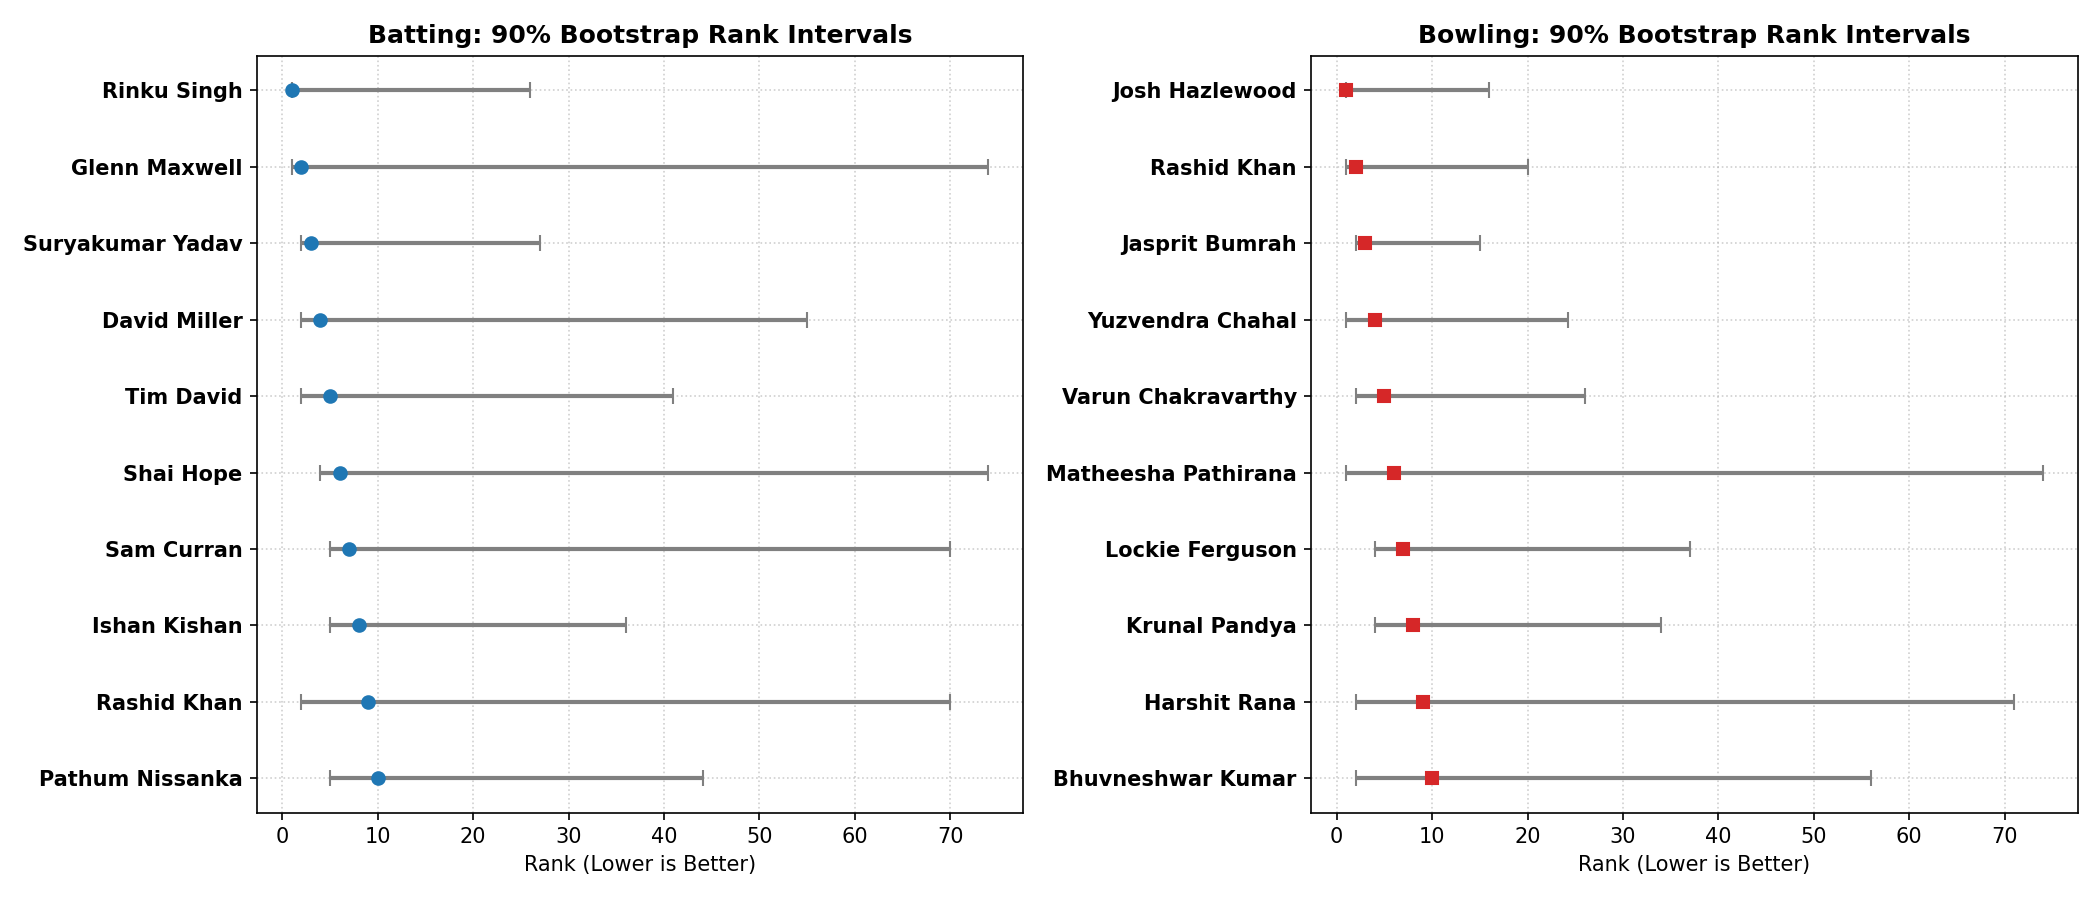 Batting: 90% Bootstrap Rank Intervals
Rinku Singh
Glenn Maxwell
Suryakumar Yadav
David Miller
Tim David
Shai Hope
Sam Curran
Ishan Kishan
Rashid Khan
Pathum Nissanka
0 10 20 30 40 50 60 70
Rank (Lower is Better)
Bowling: 90% Bootstrap Rank Intervals
Josh Hazlewood
Rashid Khan
Jasprit Bumrah
Yuzvendra Chahal
Varun Chakravarthy
Matheesha Pathirana
Lockie Ferguson
Krunal Pandya
Harshit Rana
Bhuvneshwar Kumar
0 10 20 30 40 50 60 70
Rank (Lower is Better)